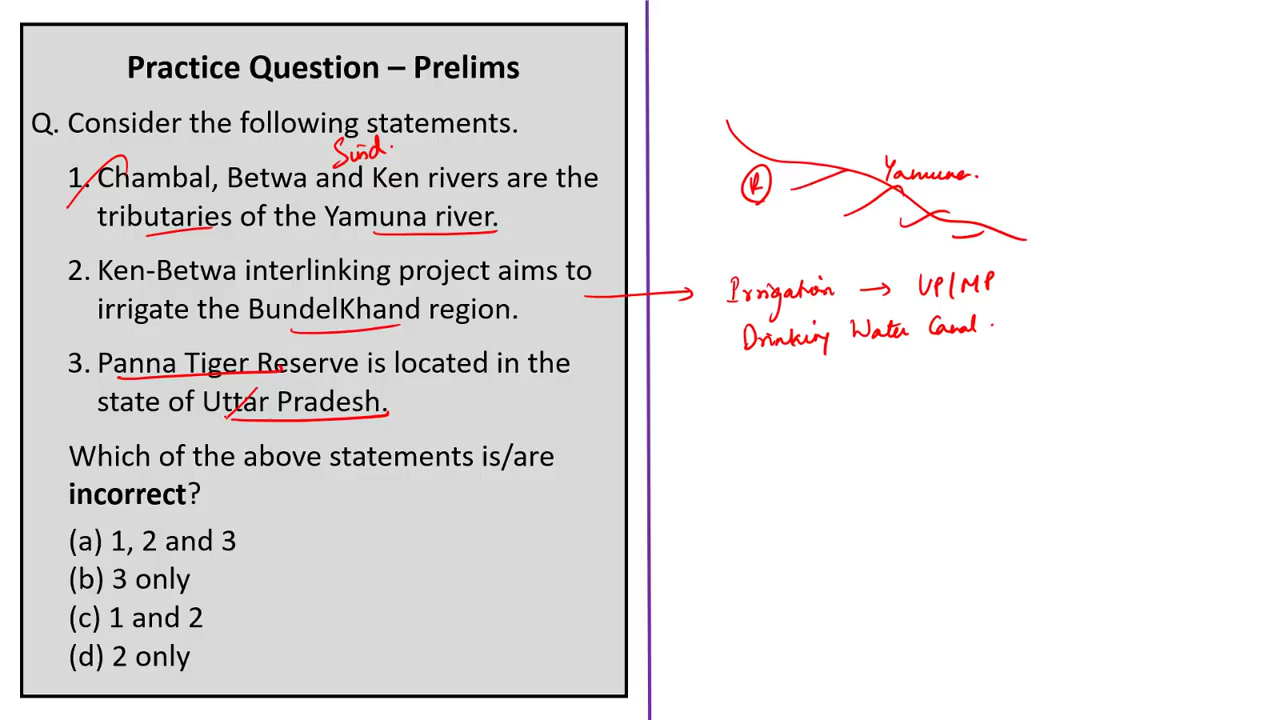 Practice Question – Prelims
Q. Consider the following statements.
Sind.
1. Chambal, Betwa and Ken rivers are the
tributaries of the Yamuna river.
2. Ken-Betwa interlinking project aims to
irrigate the BundelKhand region.
3. Panna Tiger Reserve is located in the
state of Uttar Pradesh.
Which of the above statements is/are
incorrect?
(a) 1, 2 and 3
(b) 3 only
(c) 1 and 2
(d) 2 only
R
Yamuna.
Irrigation → UP/MP
Drinking Water Canal.